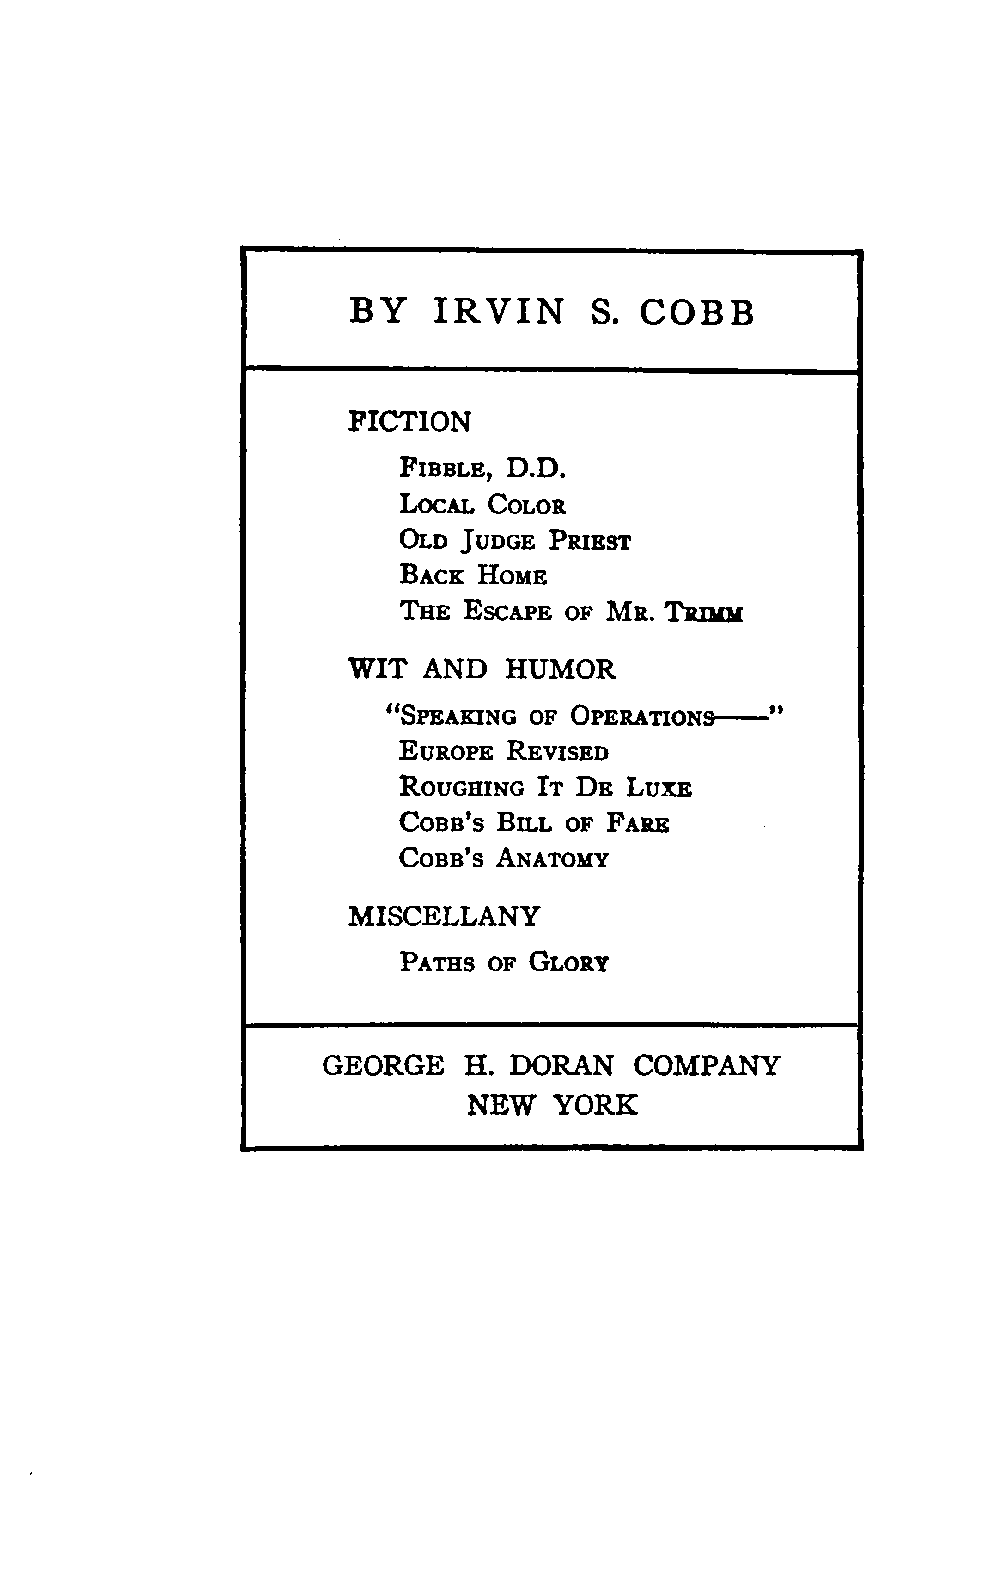 BY IRVIN S. COBB
FICTION
Fibble, D.D.
Local Color
Old Judge Priest
Back Home
The Escape of Mr. Trimm
WIT AND HUMOR
“Speaking of Operations——”
Europe Revised
Roughing It De Luxe
Cobb's Bill of Fare
Cobb's Anatomy
MISCELLANY
Paths of Glory
GEORGE H. DORAN COMPANY
NEW YORK